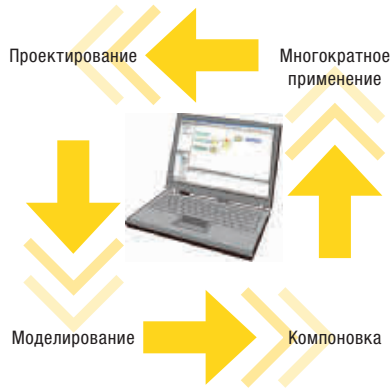 Проектирование
Многократное
применение
Моделирование
Компоновка